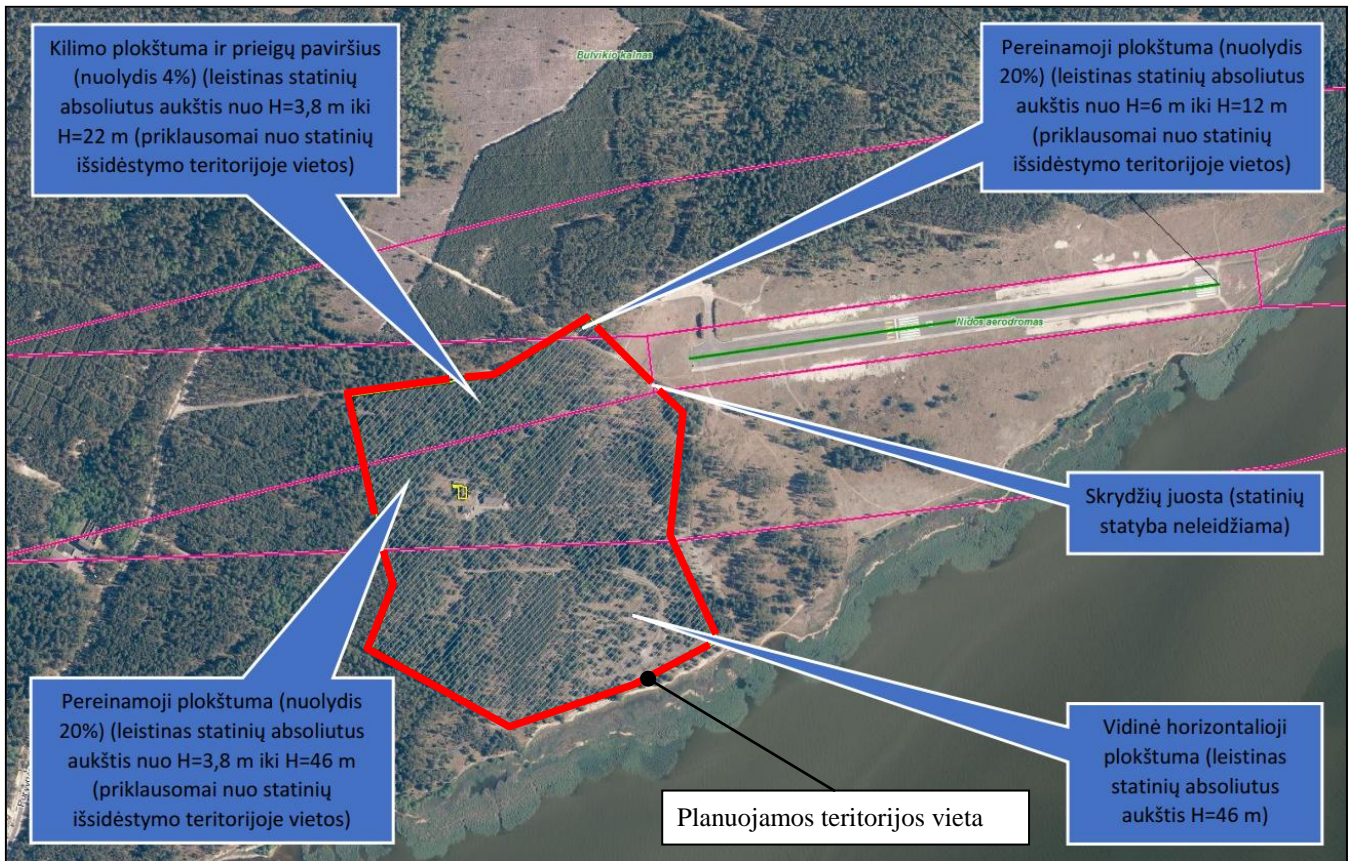 Kilimo plokštuma ir prieigų paviršius
(nuolydis 4%) (leistinas statinių
absoliutus aukštis nuo H=3,8 m iki
H=22 m (priklausomai nuo statinių
išsidėstymo teritorijoje vietos)
Bulvikio kalnas
Pereinamoji plokštuma (nuolydis
20%) (leistinas statinių absoliutus
aukštis nuo H=6 m iki H=12 m
(priklausomai nuo statinių
išsidėstymo teritorijoje vietos)
Nidos aerodromas
Skrydžių juosta (statinių
statyba neleidžiama)
Pereinamoji plokštuma (nuolydis
20%) (leistinas statinių absoliutus
aukštis nuo H=3,8 m iki H=46 m
(priklausomai nuo statinių
išsidėstymo teritorijoje vietos)
Vidinė horizontalioji
plokštuma (leistinas
statinių absoliutus
aukštis H=46 m)
Planuojamos teritorijos vieta